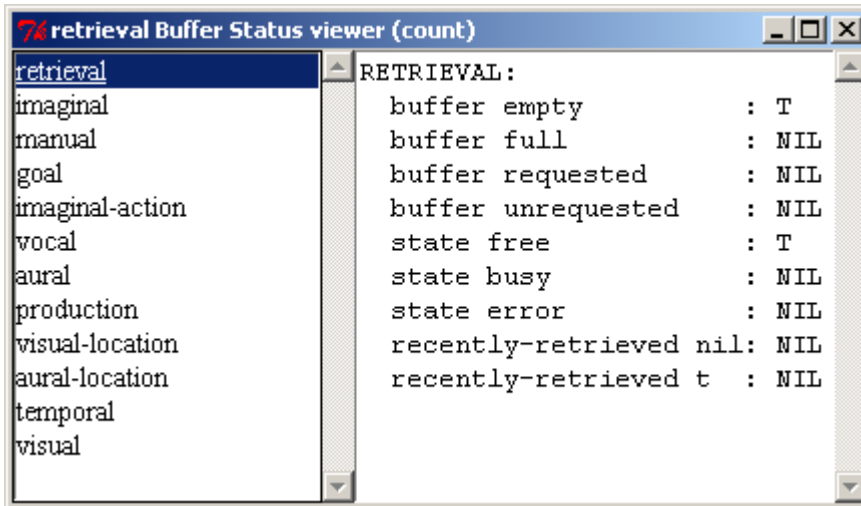 retrieval Buffer Status viewer (count)
retrieval
imaginal
manual
goal
imaginal-action
vocal
aural
production
visual-location
aural-location
temporal
visual
RETRIEVAL:
buffer empty : T
buffer full : NIL
buffer requested : NIL
buffer unrequested : NIL
state free : T
state busy : NIL
state error : NIL
recently-retrieved nil: NIL
recently-retrieved t : NIL